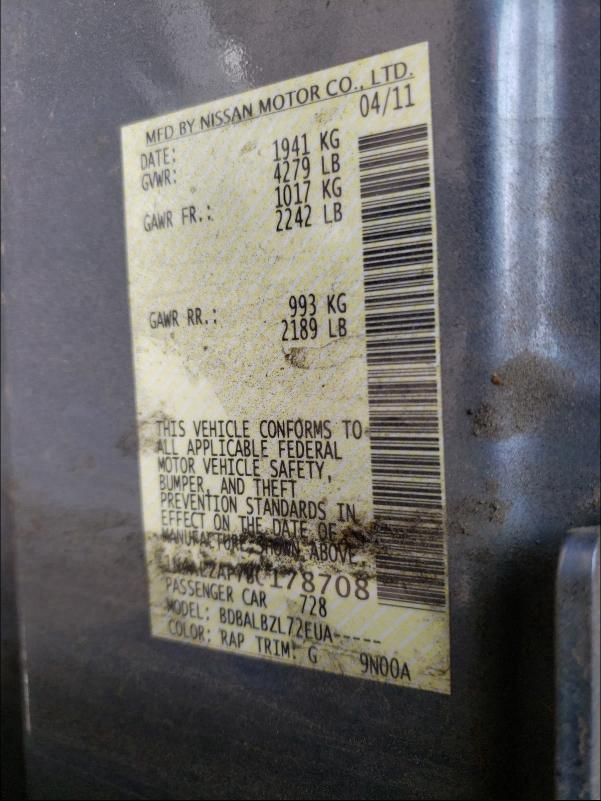 MFD BY NISSAN MOTOR CO., LTD.
DATE: 04/11
GVWR: 1941 KG
4279 LB
GAWR FR.: 1017 KG
2242 LB
GAWR RR.: 993 KG
2189 LB
THIS VEHICLE CONFORMS TO
ALL APPLICABLE FEDERAL
MOTOR VEHICLE SAFETY,
BUMPER, AND THEFT
PREVENTION STANDARDS IN
EFFECT ON THE DATE OF
MANUFACTURE SHOWN ABOVE
178708
PASSENGER CAR 728
MODEL: BDBALBZL72EUA-----
COLOR: RAP TRIM: G 9N00A